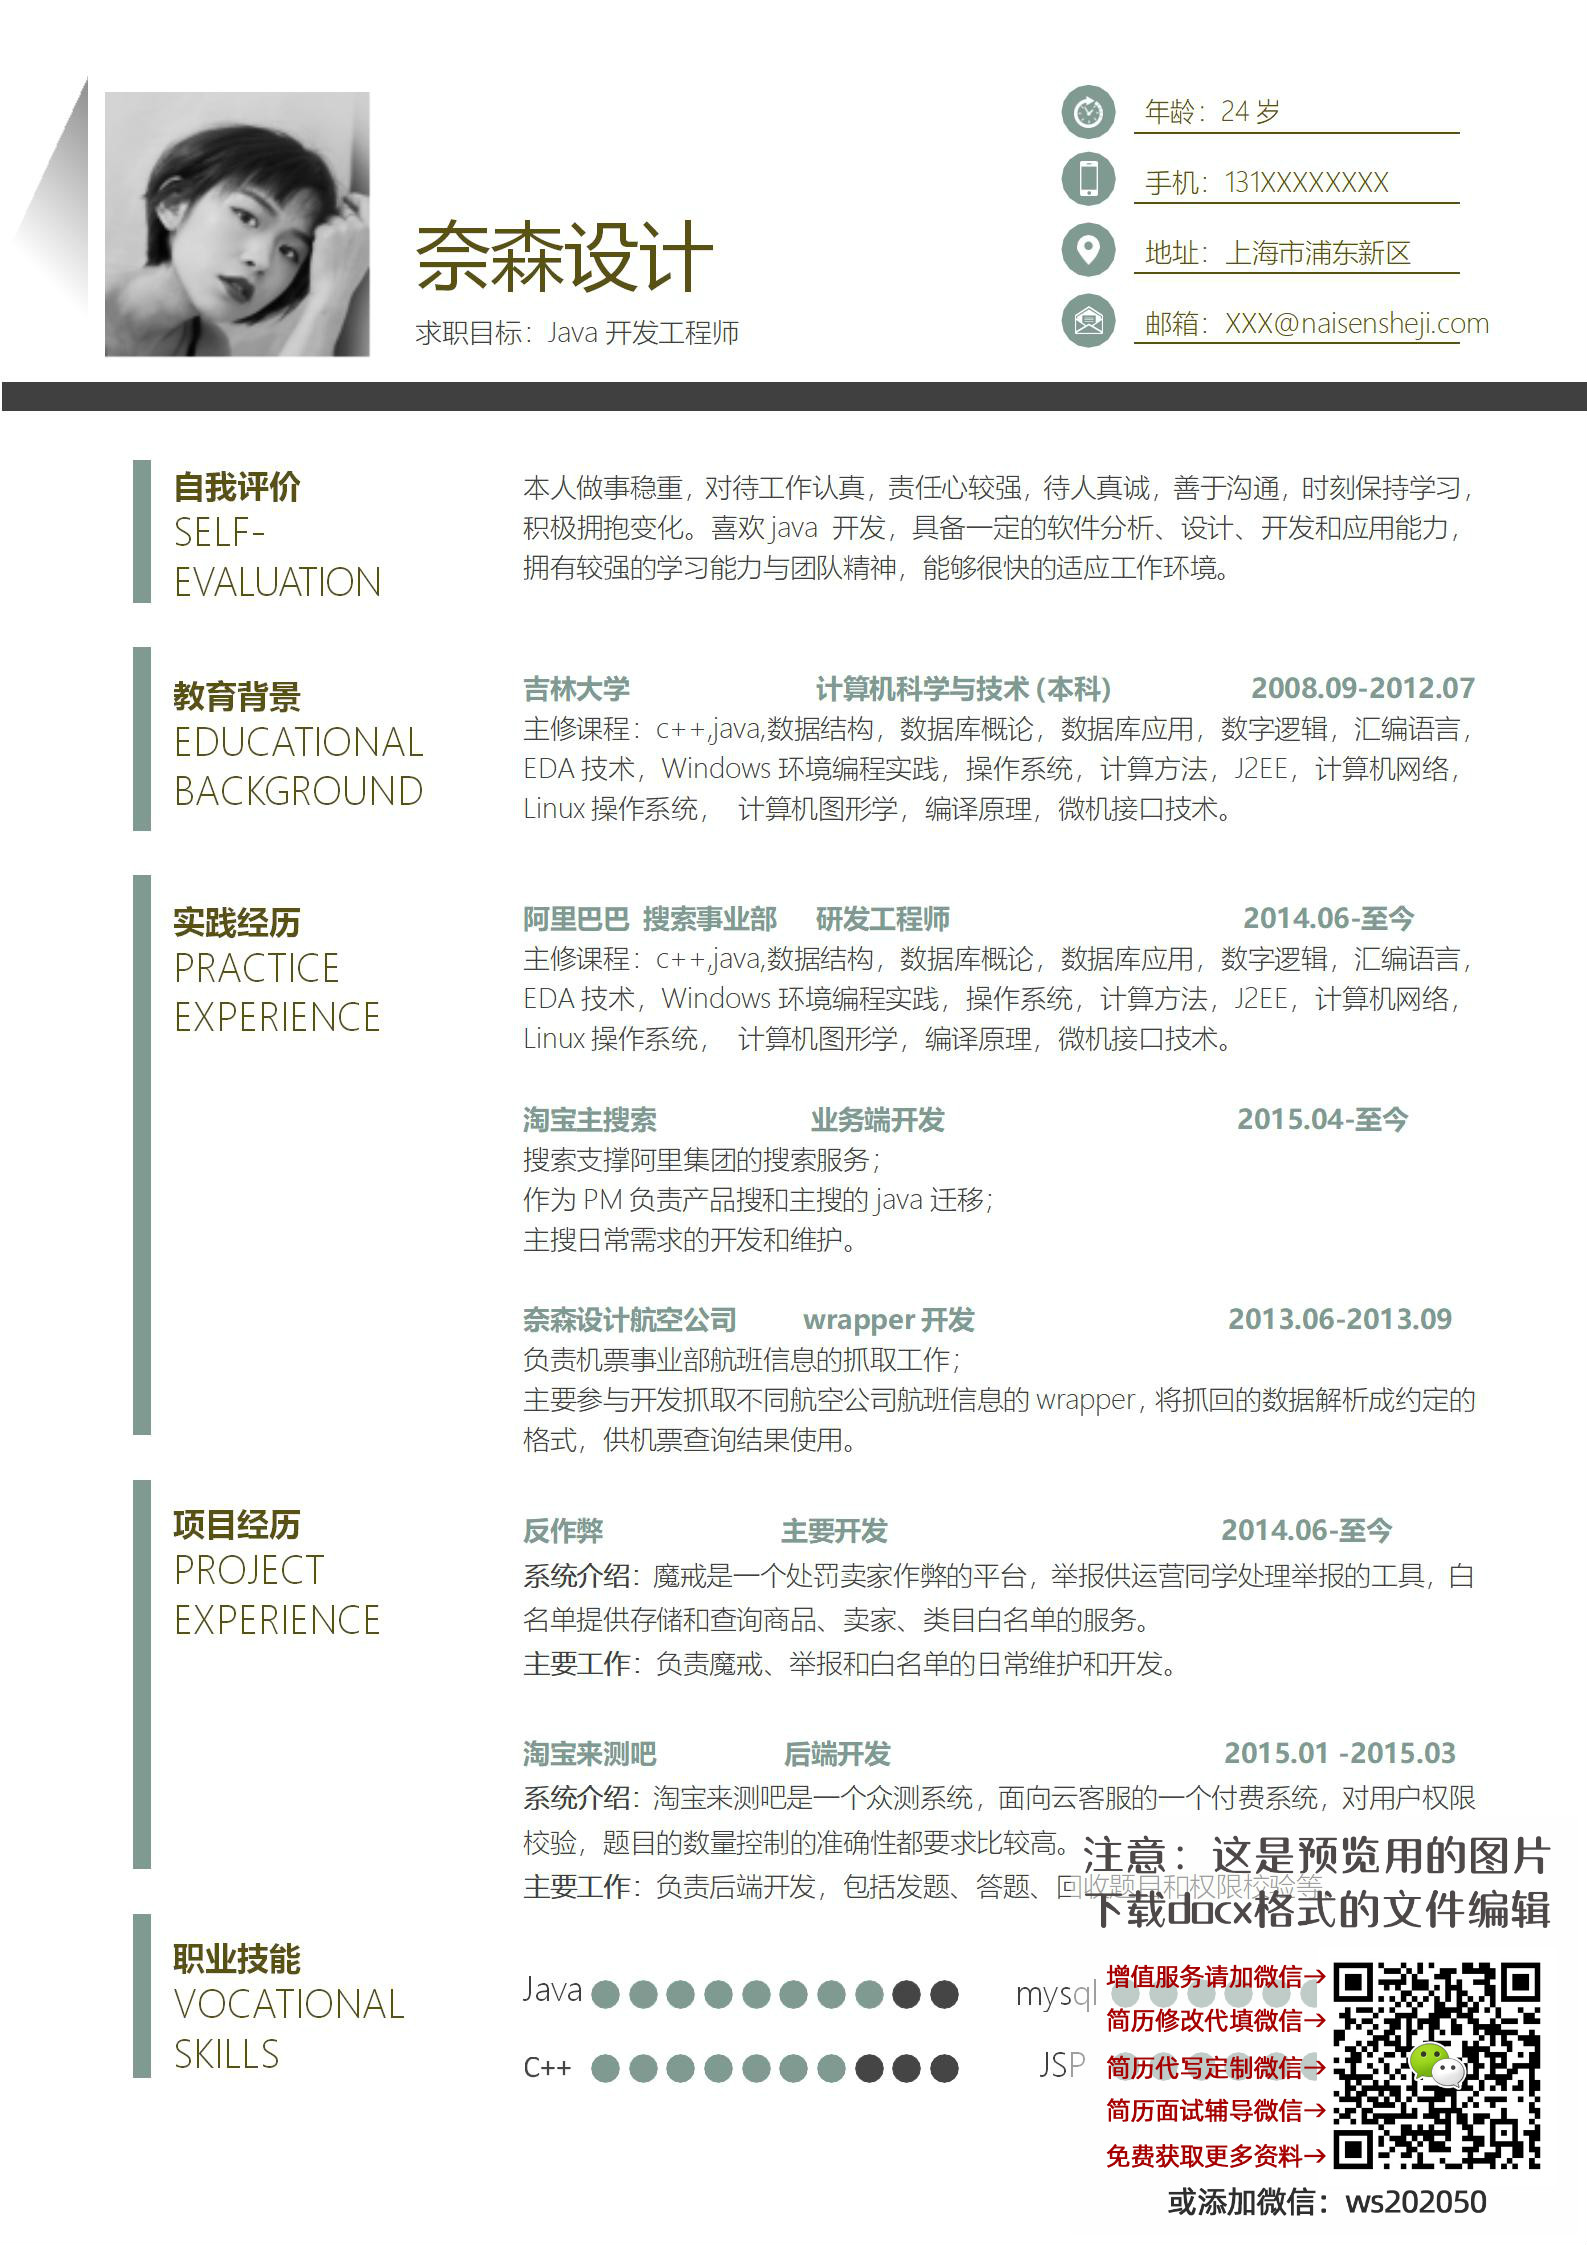 奈森设计
求职目标：Java 开发工程师
年龄：24 岁
手机：131XXXXXXXX
地址：上海市浦东新区
邮箱：XXX@naisensheji.com
自我评价
SELF-
EVALUATION
本人做事稳重，对待工作认真，责任心较强，待人真诚，善于沟通，时刻保持学习，
积极拥抱变化。喜欢 java 开发，具备一定的软件分析、设计、开发和应用能力，
拥有较强的学习能力与团队精神，能够很快的适应工作环境。
教育背景
EDUCATIONAL
BACKGROUND
吉林大学 计算机科学与技术 (本科) 2008.09-2012.07
主修课程：c++,java,数据结构，数据库概论，数据库应用，数字逻辑，汇编语言，
EDA 技术，Windows 环境编程实践，操作系统，计算方法，J2EE，计算机网络，
Linux 操作系统， 计算机图形学，编译原理，微机接口技术。
实践经历
PRACTICE
EXPERIENCE
阿里巴巴 搜索事业部 研发工程师 2014.06-至今
主修课程：c++,java,数据结构，数据库概论，数据库应用，数字逻辑，汇编语言，
EDA 技术，Windows 环境编程实践，操作系统，计算方法，J2EE，计算机网络，
Linux 操作系统， 计算机图形学，编译原理，微机接口技术。
淘宝主搜索 业务端开发 2015.04-至今
搜索支撑阿里集团的搜索服务；
作为 PM 负责产品搜和主搜的 java 迁移；
主搜日常需求的开发和维护。
奈森设计航空公司 wrapper 开发 2013.06-2013.09
负责机票事业部航班信息的抓取工作；
主要参与开发抓取不同航空公司航班信息的 wrapper，将抓回的数据解析成约定的
格式，供机票查询结果使用。
项目经历
PROJECT
EXPERIENCE
反作弊 主要开发 2014.06-至今
系统介绍：魔戒是一个处罚卖家作弊的平台，举报供运营同学处理举报的工具，白
名单提供存储和查询商品、卖家、类目白名单的服务。
主要工作：负责魔戒、举报和白名单的日常维护和开发。
淘宝来测吧 后端开发 2015.01 -2015.03
系统介绍：淘宝来测吧是一个众测系统，面向云客服的一个付费系统，对用户权限
校验，题目的数量控制的准确性都要求比较高。
主要工作：负责后端开发，包括发题、答题、回收题目和权限校验等
注意：这是预览用的图片
下载docx格式的文件编辑
职业技能
VOCATIONAL
SKILLS
Java
mysql
C++
JSP
增值服务请加微信→
简历修改代填微信→
简历代写定制微信→
简历面试辅导微信→
免费获取更多资料→
或添加微信：ws202050